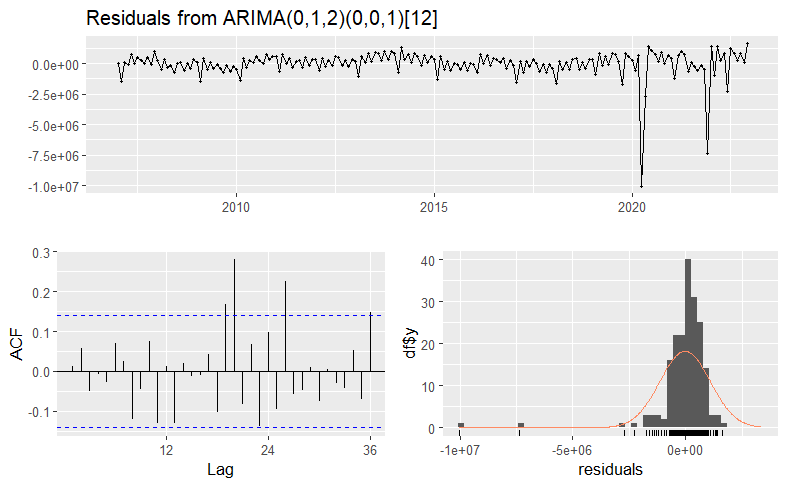 Residuals from ARIMA(0,1,2)(0,0,1)[12]
0.0e+00
-2.5e+06
-5.0e+06
-7.5e+06
-1.0e+07
2010 2015 2020
0.3
0.2
0.1
0.0
-0.1
ACF
12 24 36
Lag
40
30
20
10
0
df$y
-1e+07 -5e+06 0e+00
residuals